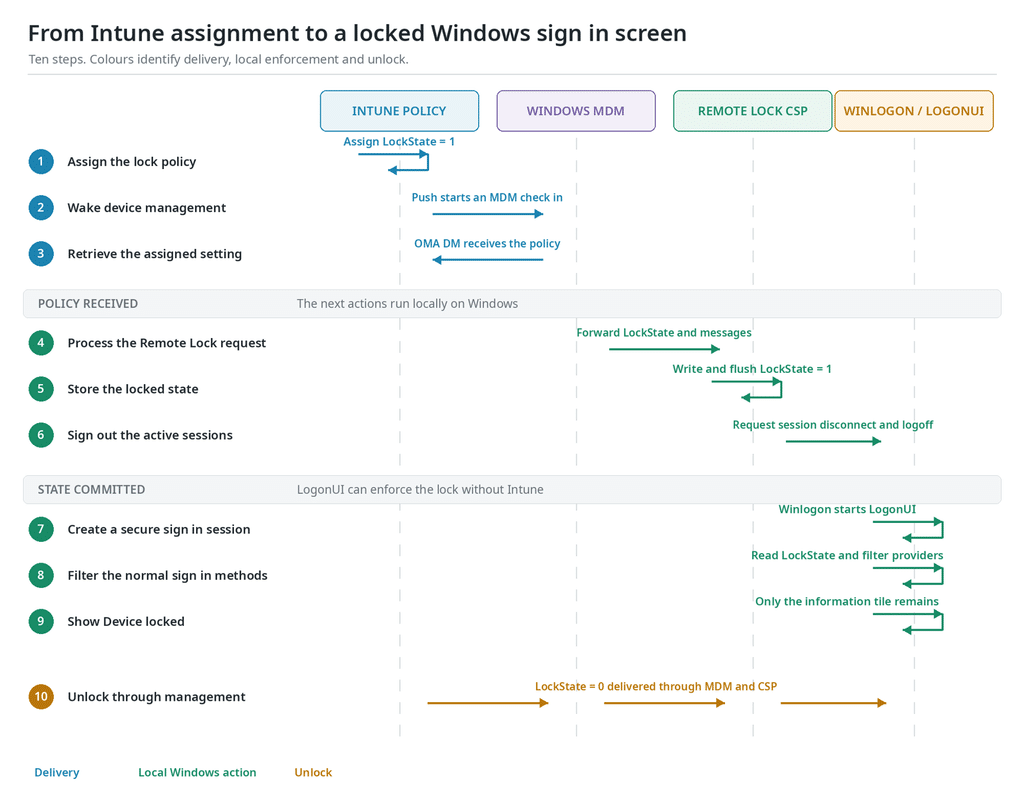 From Intune assignment to a locked Windows sign in screen
Ten steps. Colours identify delivery, local enforcement and unlock.
INTUNE POLICY
WINDOWS MDM
REMOTE LOCK CSP
WINLOGON / LOGONUI
Assign LockState = 1
1 Assign the lock policy
Push starts an MDM check in
2 Wake device management
OMA DM receives the policy
3 Retrieve the assigned setting
POLICY RECEIVED The next actions run locally on Windows
Forward LockState and messages
4 Process the Remote Lock request
Write and flush LockState = 1
5 Store the locked state
Request session disconnect and logoff
6 Sign out the active sessions
STATE COMMITTED LogonUI can enforce the lock without Intune
Winlogon starts LogonUI
7 Create a secure sign in session
Read LockState and filter providers
8 Filter the normal sign in methods
Only the information tile remains
9 Show Device locked
LockState = 0 delivered through MDM and CSP
10 Unlock through management
Delivery
Local Windows action
Unlock